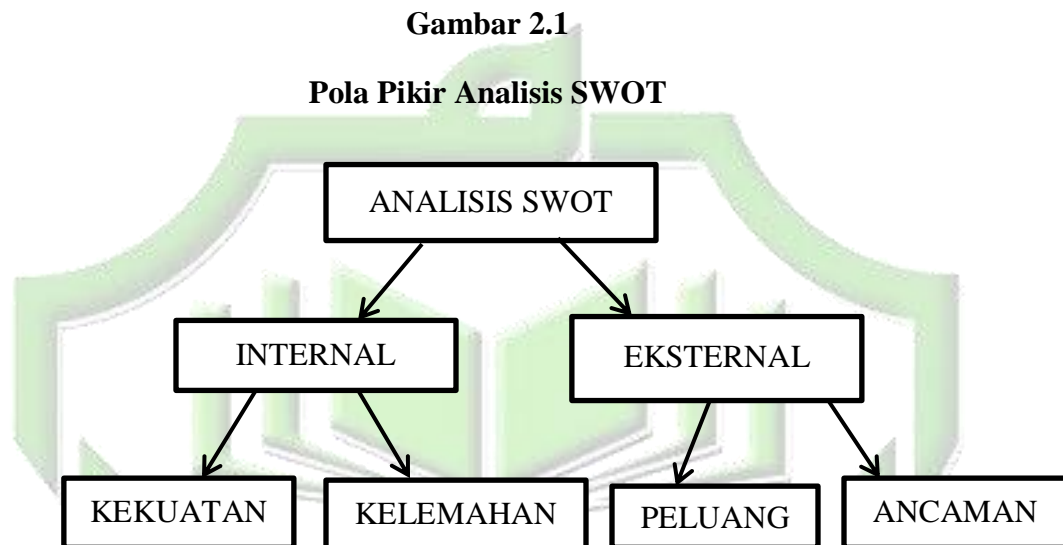 Gambar 2.1
Pola Pikir Analisis SWOT
ANALISIS SWOT
INTERNAL
EKSTERNAL
KEKUATAN
KELEMAHAN
PELUANG
ANCAMAN